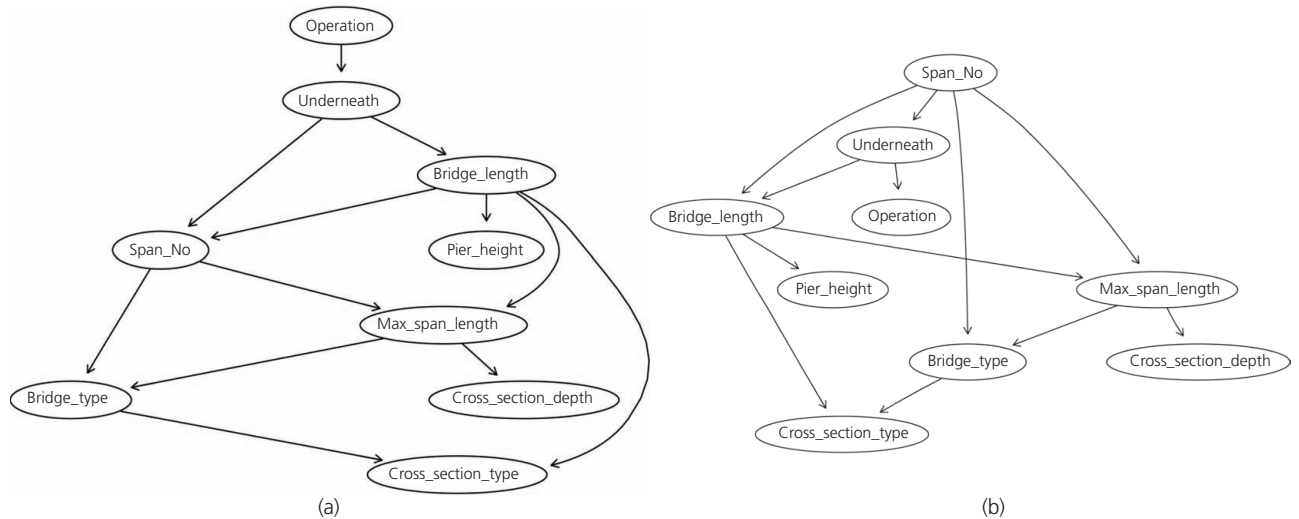 Operation
Underneath
Bridge_length
Span_No
Pier_height
Max_span_length
Bridge_type
Cross_section_depth
Cross_section_type
(a)
Span_No
Underneath
Bridge_length
Operation
Pier_height
Max_span_length
Bridge_type
Cross_section_depth
Cross_section_type
(b)